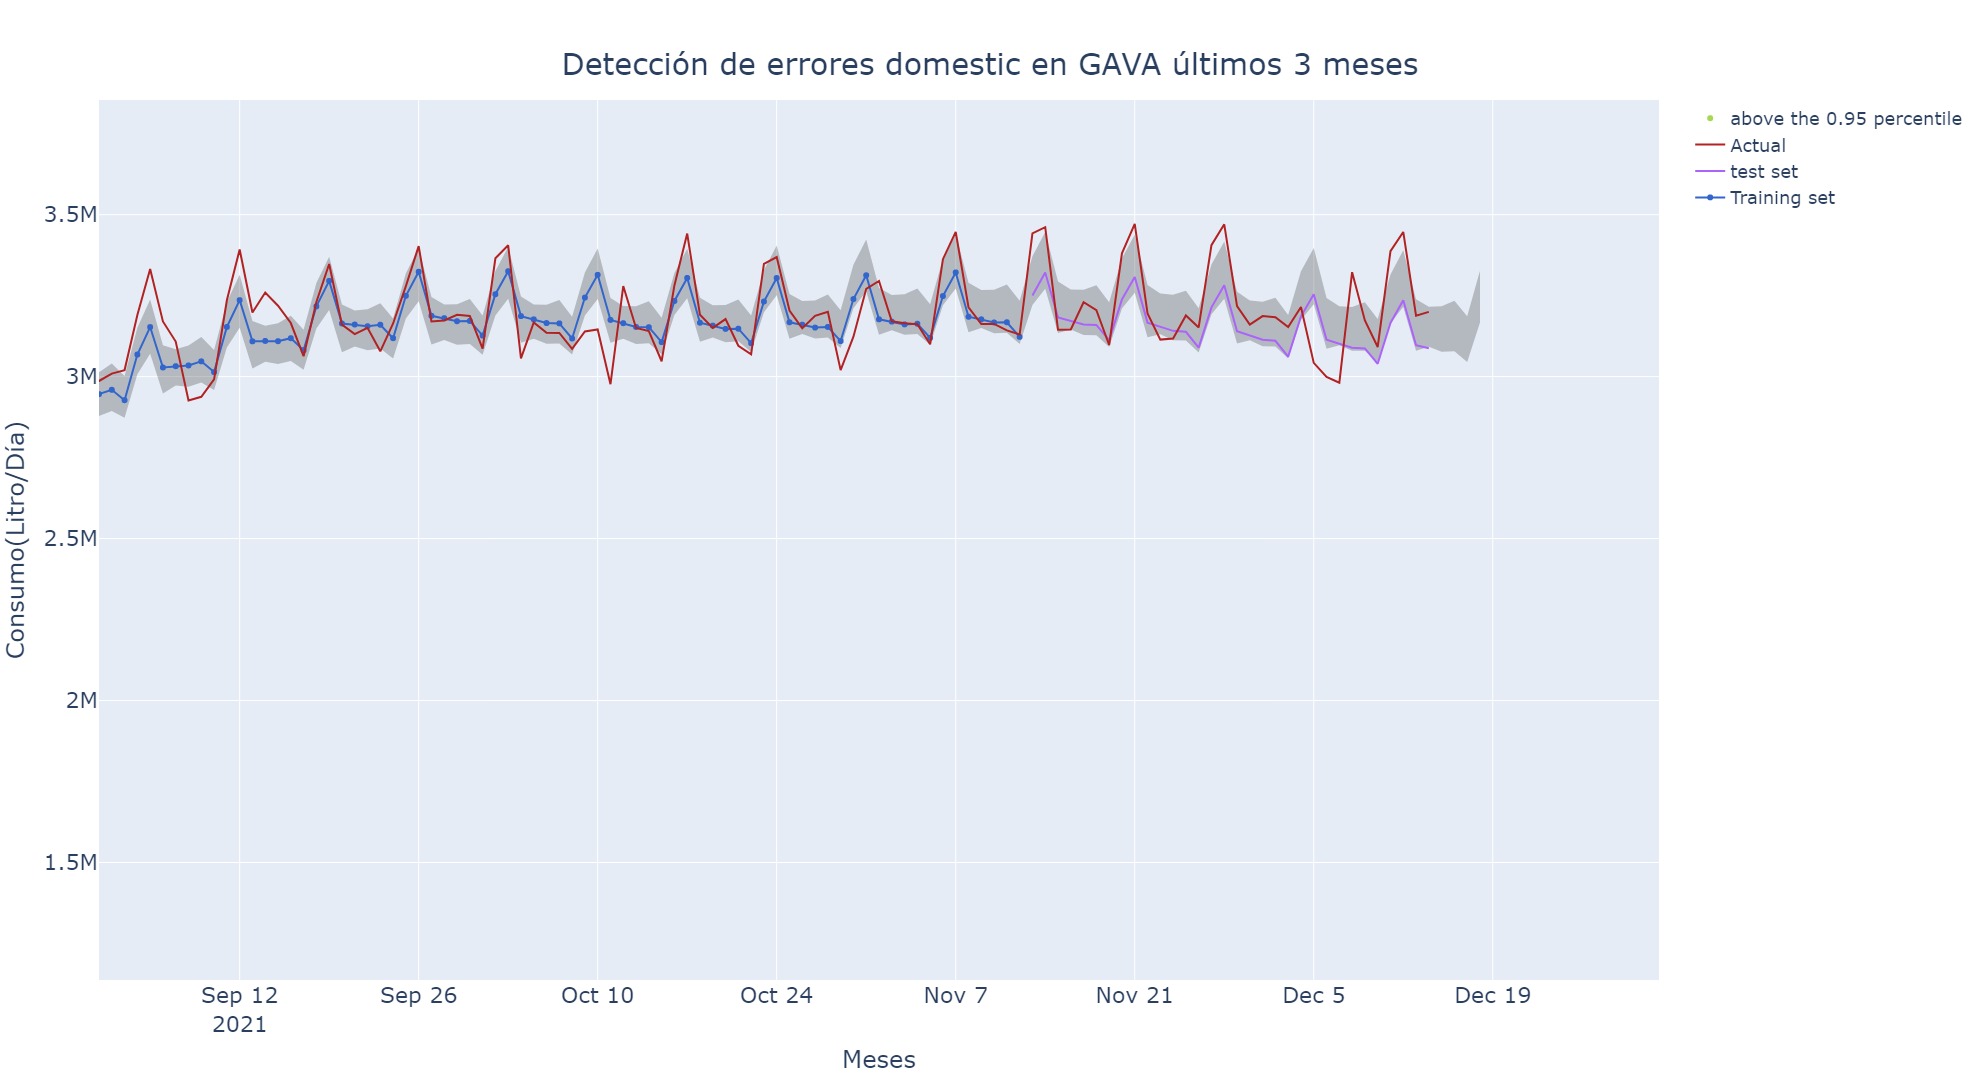 Detección de errores domestic en GAVA últimos 3 meses
above the 0.95 percentile
Actual
test set
Training set
3.5M
3M
2.5M
2M
1.5M
Consumo(Litro/Día)
Sep 12
2021
Sep 26
Oct 10
Oct 24
Nov 7
Nov 21
Dec 5
Dec 19
Meses